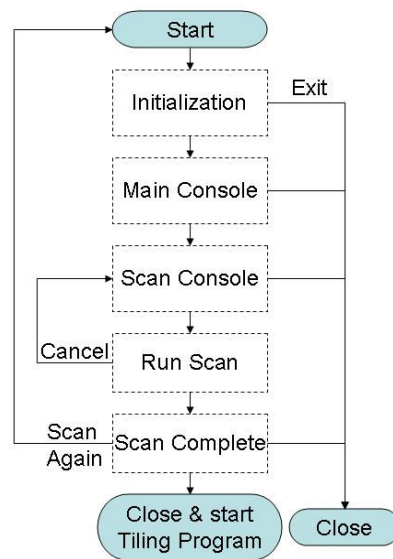 Start
Exit
Initialization
Main Console
Scan Console
Cancel
Run Scan
Scan
Again
Scan Complete
Close & start
Tiling Program
Close